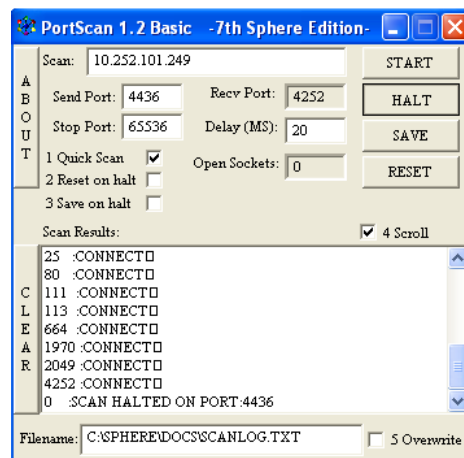 PortScan 1.2 Basic -7th Sphere Edition-
ABOUT
Scan: 10.252.101.249
START
Send Port: 4436
Recv Port: 4252
HALT
Stop Port: 65536
Delay (MS): 20
SAVE
1 Quick Scan
Open Sockets: 0
RESET
2 Reset on halt
3 Save on halt
Scan Results:
4 Scroll
CLEAR
25 :CONNECT□
80 :CONNECT□
111 :CONNECT□
113 :CONNECT□
664 :CONNECT□
1970 :CONNECT□
2049 :CONNECT□
4252 :CONNECT□
0 :SCAN HALTED ON PORT:4436
Filename: C:\SPHERE\DOCS\SCANLOG.TXT
5 Overwrite